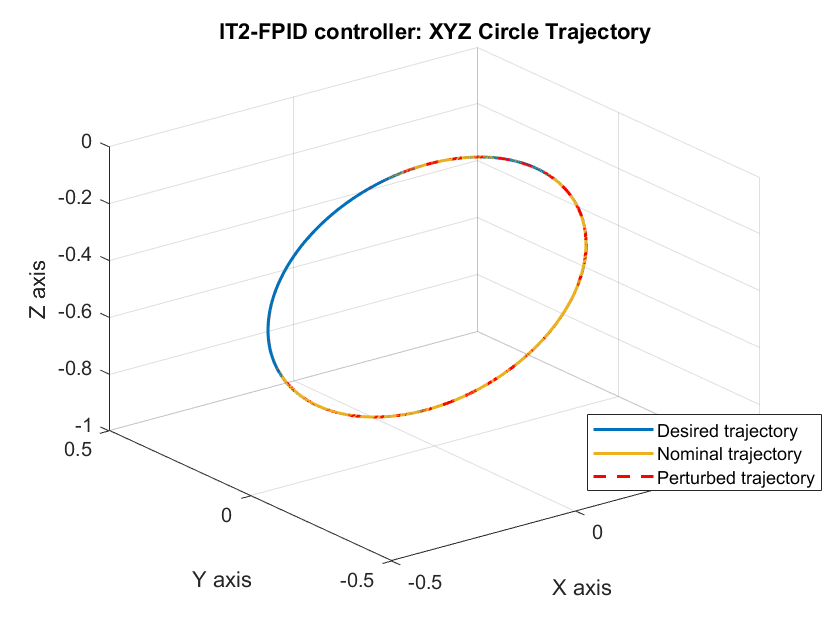 IT2-FPID controller: XYZ Circle Trajectory
0
-0.2
-0.4
-0.6
-0.8
-1
Z axis
0.5
0
-0.5
Y axis
-0.5
0
X axis
Desired trajectory
Nominal trajectory
Perturbed trajectory